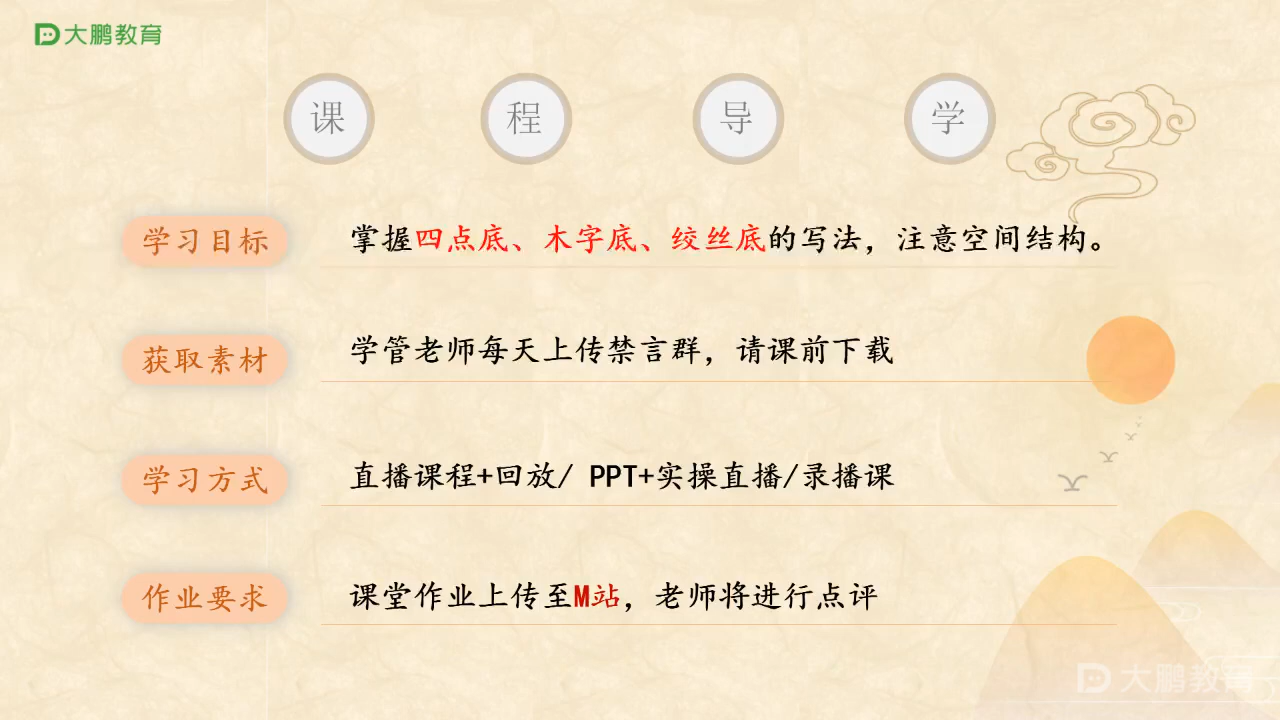 大鹏教育
课 程 导 学
学习目标 掌握四点底、木字底、绞丝底的写法，注意空间结构。
获取素材 学管老师每天上传禁言群，请课前下载
学习方式 直播课程+回放/ PPT+实操直播/录播课
作业要求 课堂作业上传至M站，老师将进行点评
大鹏教育